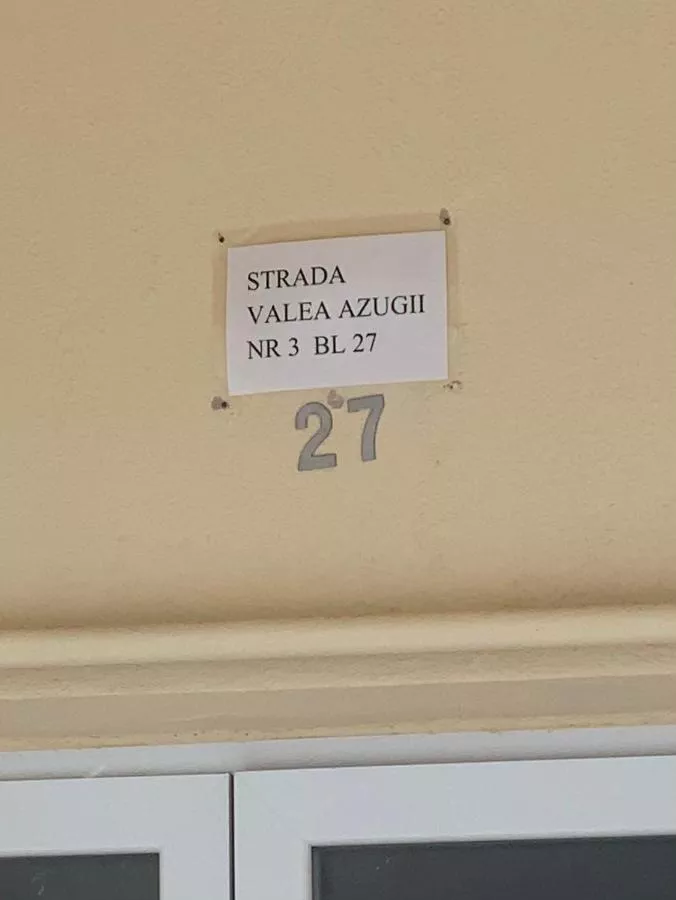 STRADA
VALEA AZUGII
NR 3 BL 27
27